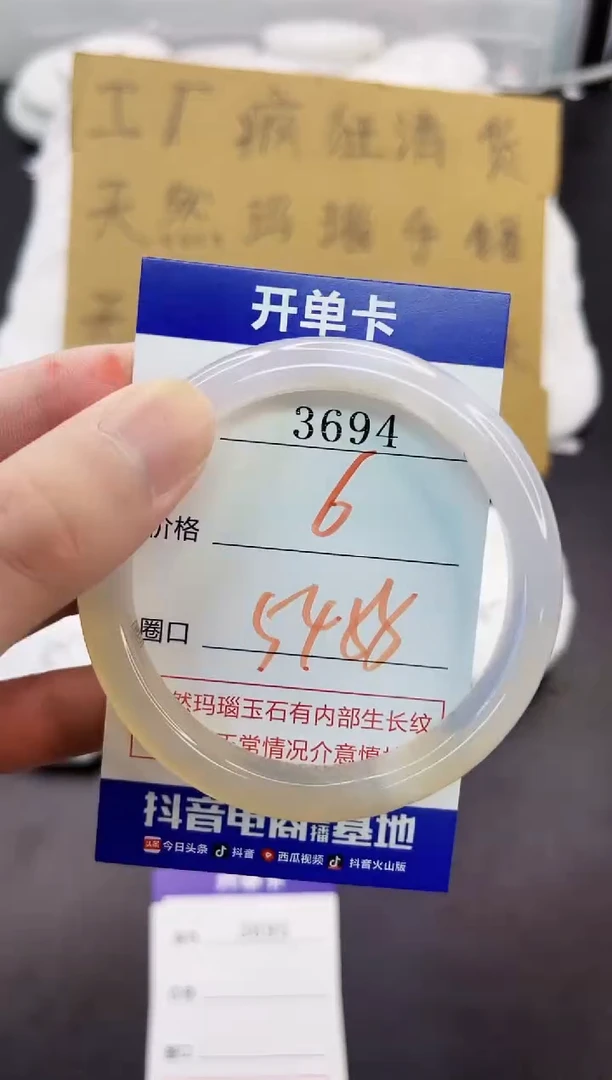 工厂疯狂清货
天然玛瑙手镯
开单卡
3694
价格 6
圈口
然玛瑙玉石有内部生长纹
正常情况介意慎
抖音电商直播基地
今日头条 抖音 西瓜视频 抖音火山版